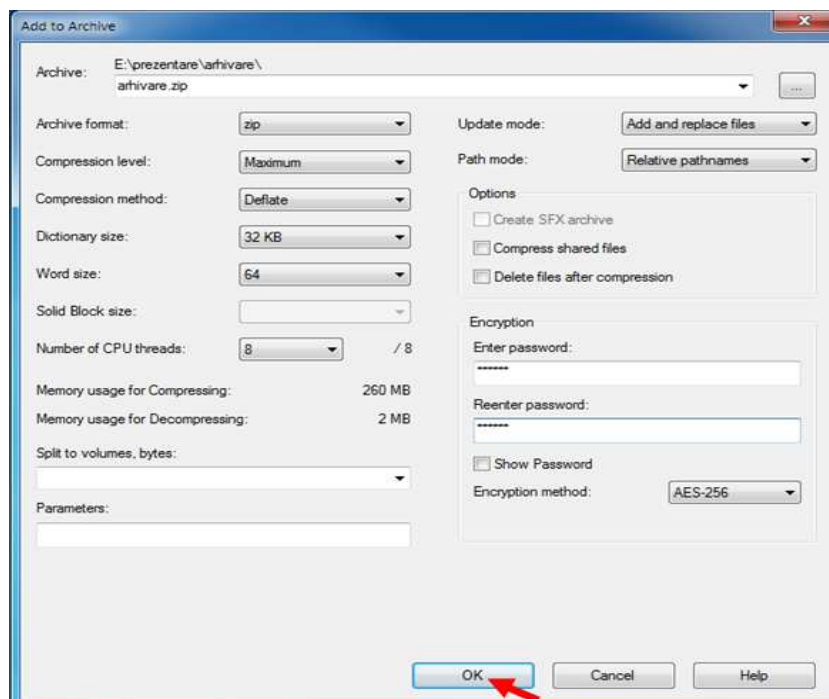 Add to Archive
Archive:
E:\prezentare\arhivare\
arhivare.zip
...
Archive format:
zip
Compression level:
Maximum
Compression method:
Deflate
Dictionary size:
32 KB
Word size:
64
Solid Block size:
Number of CPU threads:
8
/ 8
Memory usage for Compressing:
260 MB
Memory usage for Decompressing:
2 MB
Split to volumes, bytes:
Parameters:
Update mode:
Add and replace files
Path mode:
Relative pathnames
Options
Create SFX archive
Compress shared files
Delete files after compression
Encryption
Enter password:
******
Reenter password:
******
Show Password
Encryption method:
AES-256
OK
Cancel
Help